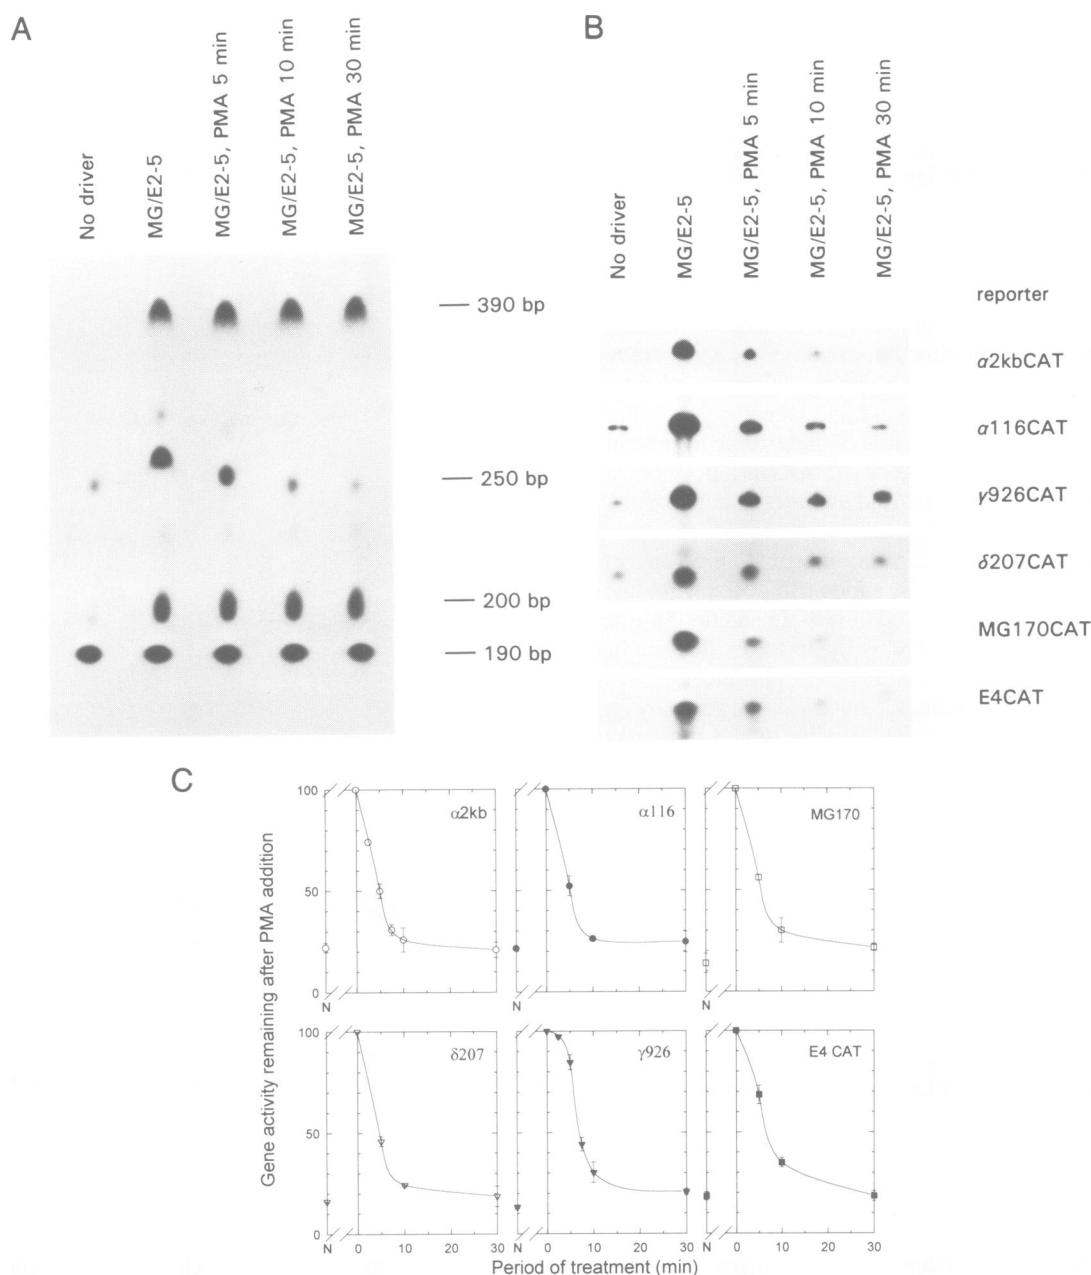 A
No driver
MG/E2-5
MG/E2-5, PMA 5 min
MG/E2-5, PMA 10 min
MG/E2-5, PMA 30 min
390 bp
250 bp
200 bp
190 bp
B
No driver
MG/E2-5
MG/E2-5, PMA 5 min
MG/E2-5, PMA 10 min
MG/E2-5, PMA 30 min
reporter
α2kbCAT
α116CAT
γ926CAT
δ207CAT
MG170CAT
E4CAT
C
Gene activity remaining after PMA addition
100
50
0
α2kb
N
α116
N
MG170
N
100
50
0
δ207
N 0 10 20 30
γ926
N 0 10 20 30
E4 CAT
N 0 10 20 30
Period of treatment (min)